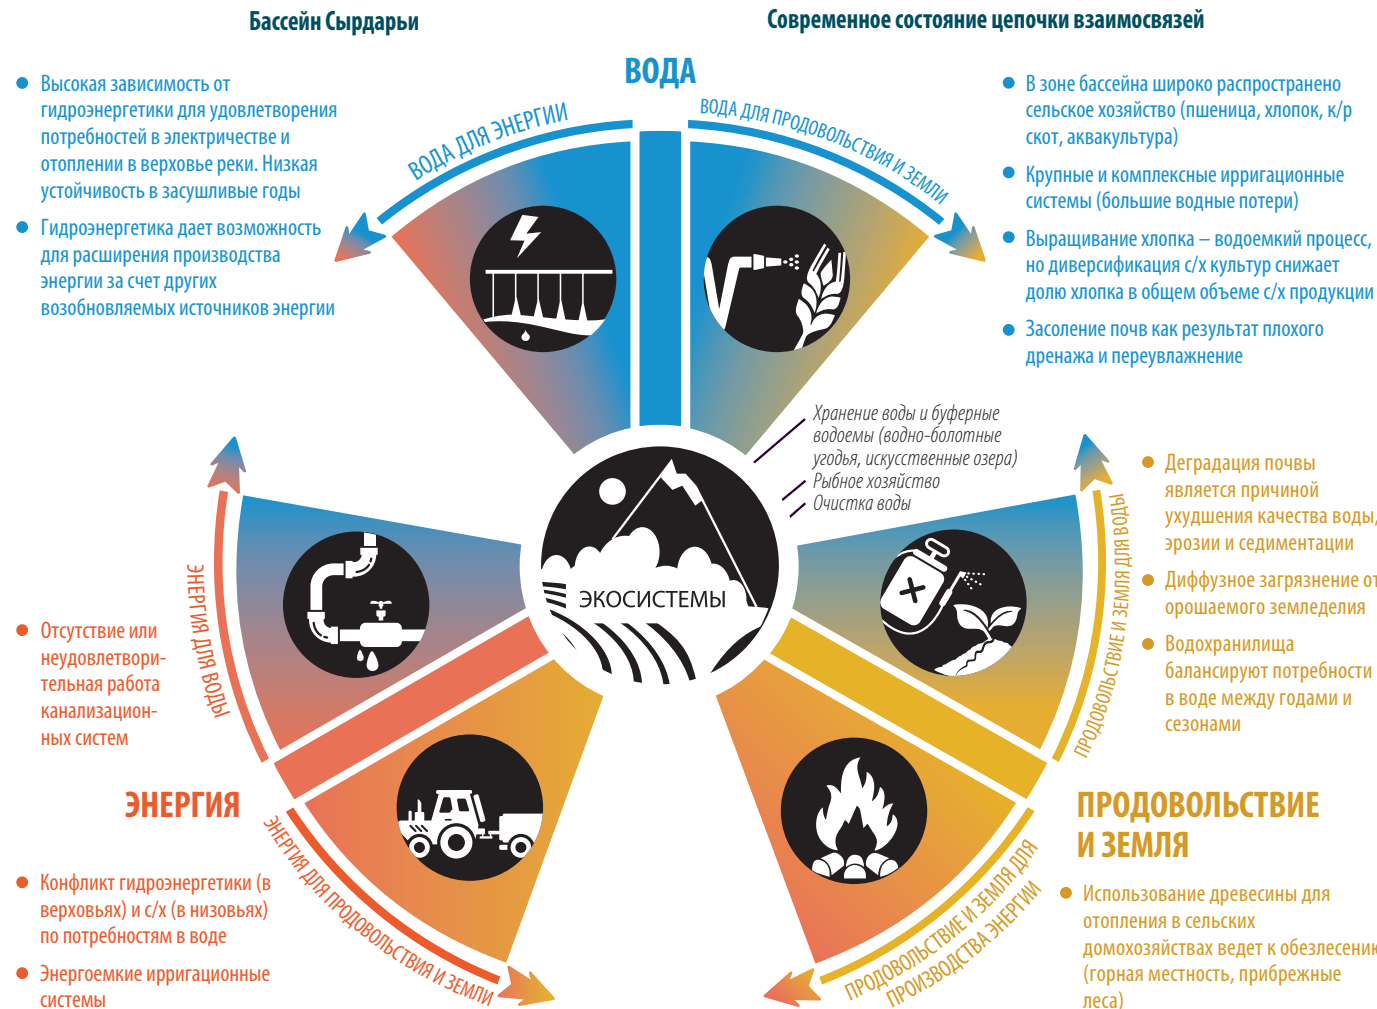 Бассейн Сырдарьи
Современное состояние цепочки взаимосвязей
ВОДА
Высокая зависимость от
гидроэнергетики для удовлетворения
потребностей в электричестве и
отоплении в верховье реки. Низкая
устойчивость в засушливые годы
Гидроэнергетика дает возможность
для расширения производства
энергии за счет других
возобновляемых источников энергии
ВОДА ДЛЯ ЭНЕРГИИ
ВОДА ДЛЯ ПРОДОВОЛЬСТВИЯ И ЗЕМЛИ
В зоне бассейна широко распространено
сельское хозяйство (пшеница, хлопок, к/р
скот, аквакультура)
Крупные и комплексные ирригационные
системы (большие водные потери)
Выращивание хлопка – водоемкий процесс,
но диверсификация с/х культур снижает
долю хлопка в общем объеме с/х продукции
Засоление почв как результат плохого
дренажа и переувлажнение
Хранение воды и буферные
водоемы (водно-болотные
угодья, искусственные озера)
Рыбное хозяйство
Очистка воды
ЭКОСИСТЕМЫ
ЭНЕРГИЯ ДЛЯ ВОДЫ
Отсутствие или
неудовлетвори-
тельная работа
канализацион-
ных систем
ПРОДОВОЛЬСТВИЕ И ЗЕМЛЯ ДЛЯ ВОДЫ
Деградация почвы
является причиной
ухудшения качества воды,
эрозии и седиментации
Диффузное загрязнение от
орошаемого земледелия
Водохранилища
балансируют потребности
в воде между годами и
сезонами
ЭНЕРГИЯ
ЭНЕРГИЯ ДЛЯ ПРОДОВОЛЬСТВИЯ И ЗЕМЛИ
Конфликт гидроэнергетики (в
верховьях) и с/х (в низовьях)
по потребностям в воде
Энергоемкие ирригационные
системы
ПРОДОВОЛЬСТВИЕ
И ЗЕМЛЯ
ПРОДОВОЛЬСТВИЕ И ЗЕМЛЯ ДЛЯ
ПРОИЗВОДСТВА ЭНЕРГИИ
Использование древесины для
отопления в сельских
домохозяйствах ведет к обезлесению
(горная местность, прибрежные
леса)